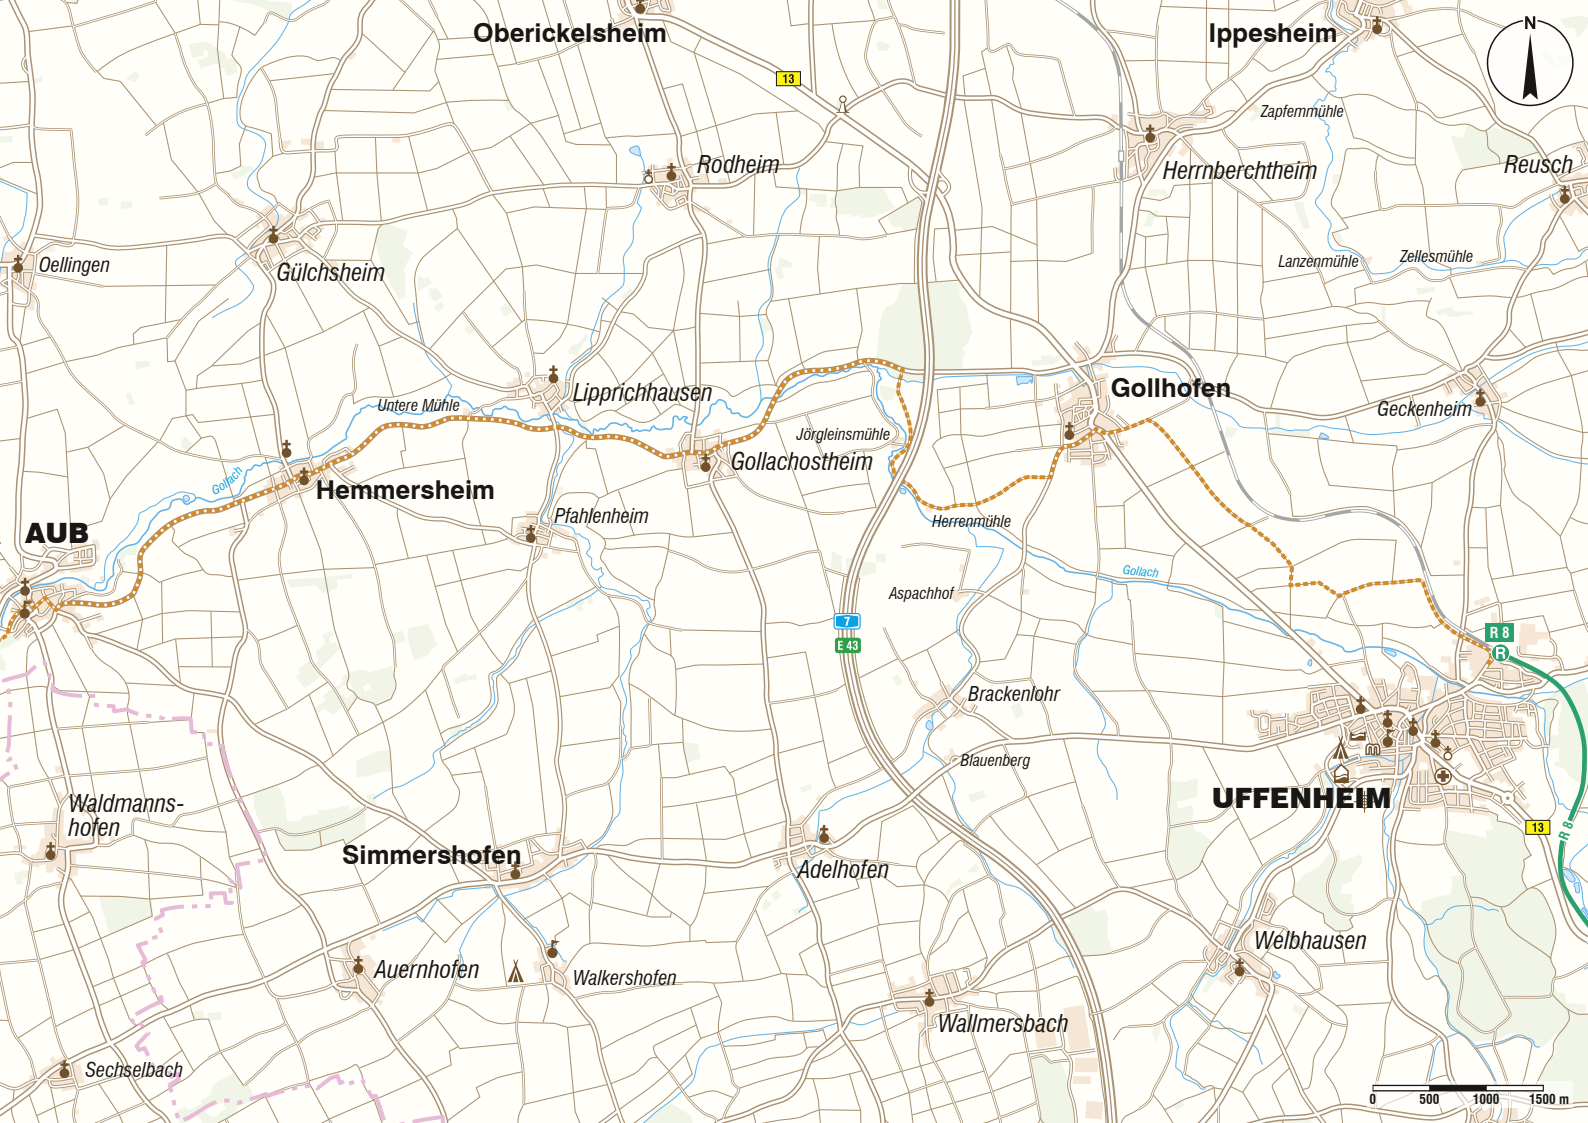 Oberickelsheim
Ippesheim
N
13
Zapfenmühle
Rodheim
Herrnberchtheim
Reusch
Oellingen
Gülchsheim
Lanzenmühle
Zellesmühle
Lipprichhausen
Untere Mühle
Gollhofen
Geckenheim
Jörgleinsmühle
Gollachostheim
Gollach
Hemmersheim
AUB
Pfahlenheim
Herrenmühle
Gollach
Aspachhof
7
E 43
R 8
R
Brackenlohr
Blauenberg
UFFENHEIM
Waldmanns-
hofen
13
R 8
Simmershofen
Adelhofen
Welbhausen
Auernhofen
Walkershofen
Wallmersbach
Sechselbach
0 500 1000 1500 m